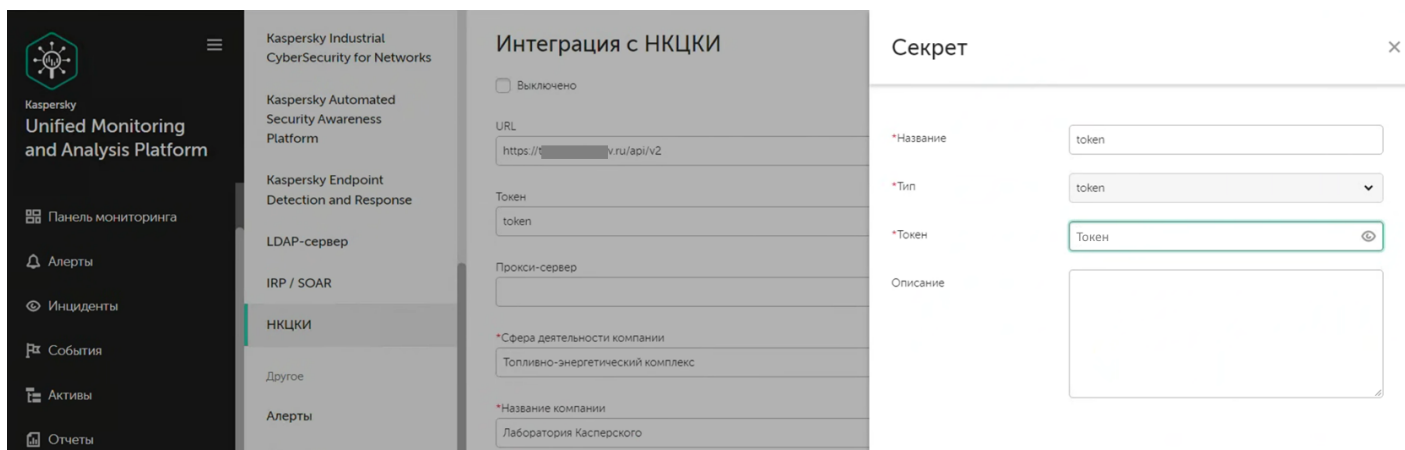 Kaspersky
Unified Monitoring
and Analysis Platform
Панель мониторинга
Алерты
Инциденты
События
Активы
Отчеты
Kaspersky Industrial
CyberSecurity for Networks
Kaspersky Automated
Security Awareness
Platform
Kaspersky Endpoint
Detection and Response
LDAP-сервер
IRP / SOAR
НКЦКИ
Другое
Алерты
Интеграция с НКЦКИ
Выключено
URL
https://t v.ru/api/v2
Токен
token
Прокси-сервер
*Сфера деятельности компании
Топливно-энергетический комплекс
*Название компании
Лаборатория Касперского
Секрет
*Название
token
*Тип
token
*Токен
Токен
Описание